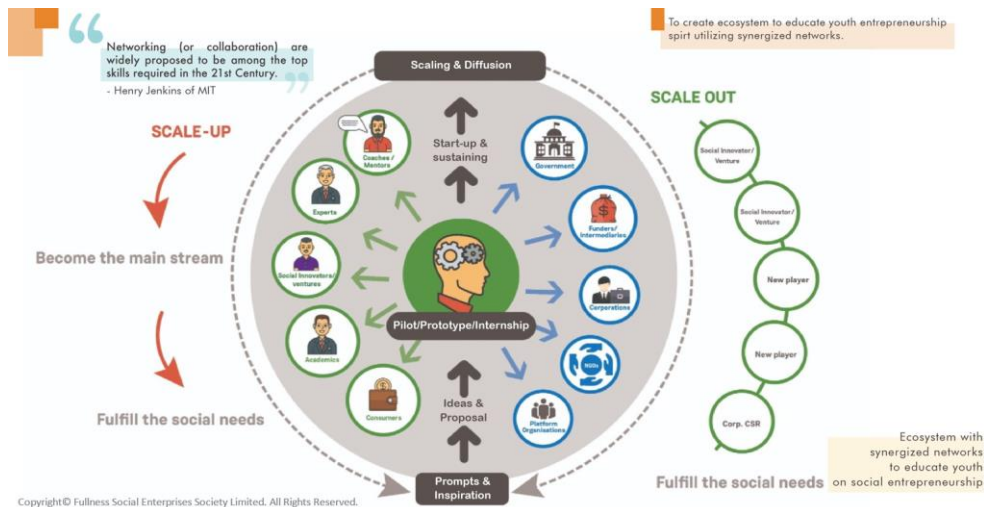 Networking (or collaboration) are
widely proposed to be among the top
skills required in the 21st Century.
- Henry Jenkins of MIT
To create ecosystem to educate youth entrepreneurship
spirt utilizing synergized networks.
SCALE-UP
Become the main stream
Fulfill the social needs
Scaling & Diffusion
Start-up &
sustaining
Coaches /
Mentors
Experts
Social Innovators/
ventures
Academics
Consumers
Government
Funders/
Intermediaries
Corporations
NGOs
Platform
Organisations
Pilot/Prototype/Internship
Ideas &
Proposal
Prompts &
Inspiration
SCALE OUT
Social Innovator/
Venture
Social Innovator/
Venture
New player
New player
Corp. CSR
Fulfill the social needs
Ecosystem with
synergized networks
to educate youth
on social entrepreneurship
Copyright© Fullness Social Enterprises Society Limited. All Rights Reserved.